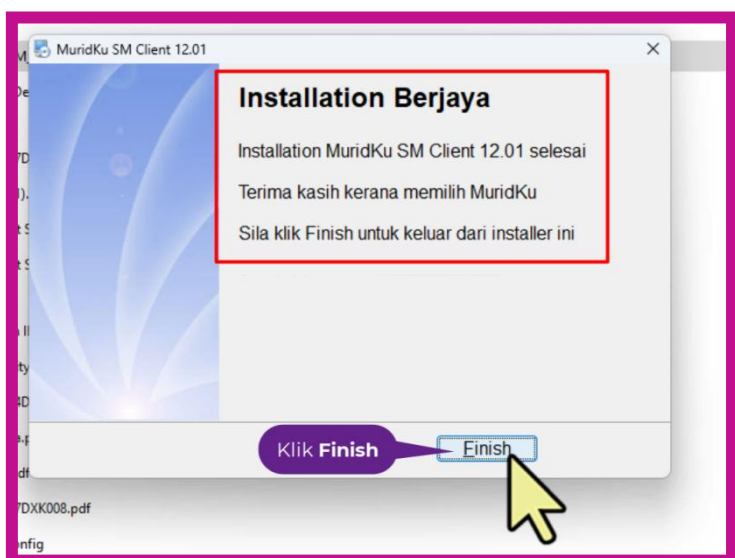 MuridKu SM Client 12.01
Installation Berjaya
Installation MuridKu SM Client 12.01 selesai
Terima kasih kerana memilih MuridKu
Sila klik Finish untuk keluar dari installer ini
Klik Finish
Finish
7DXK008.pdf